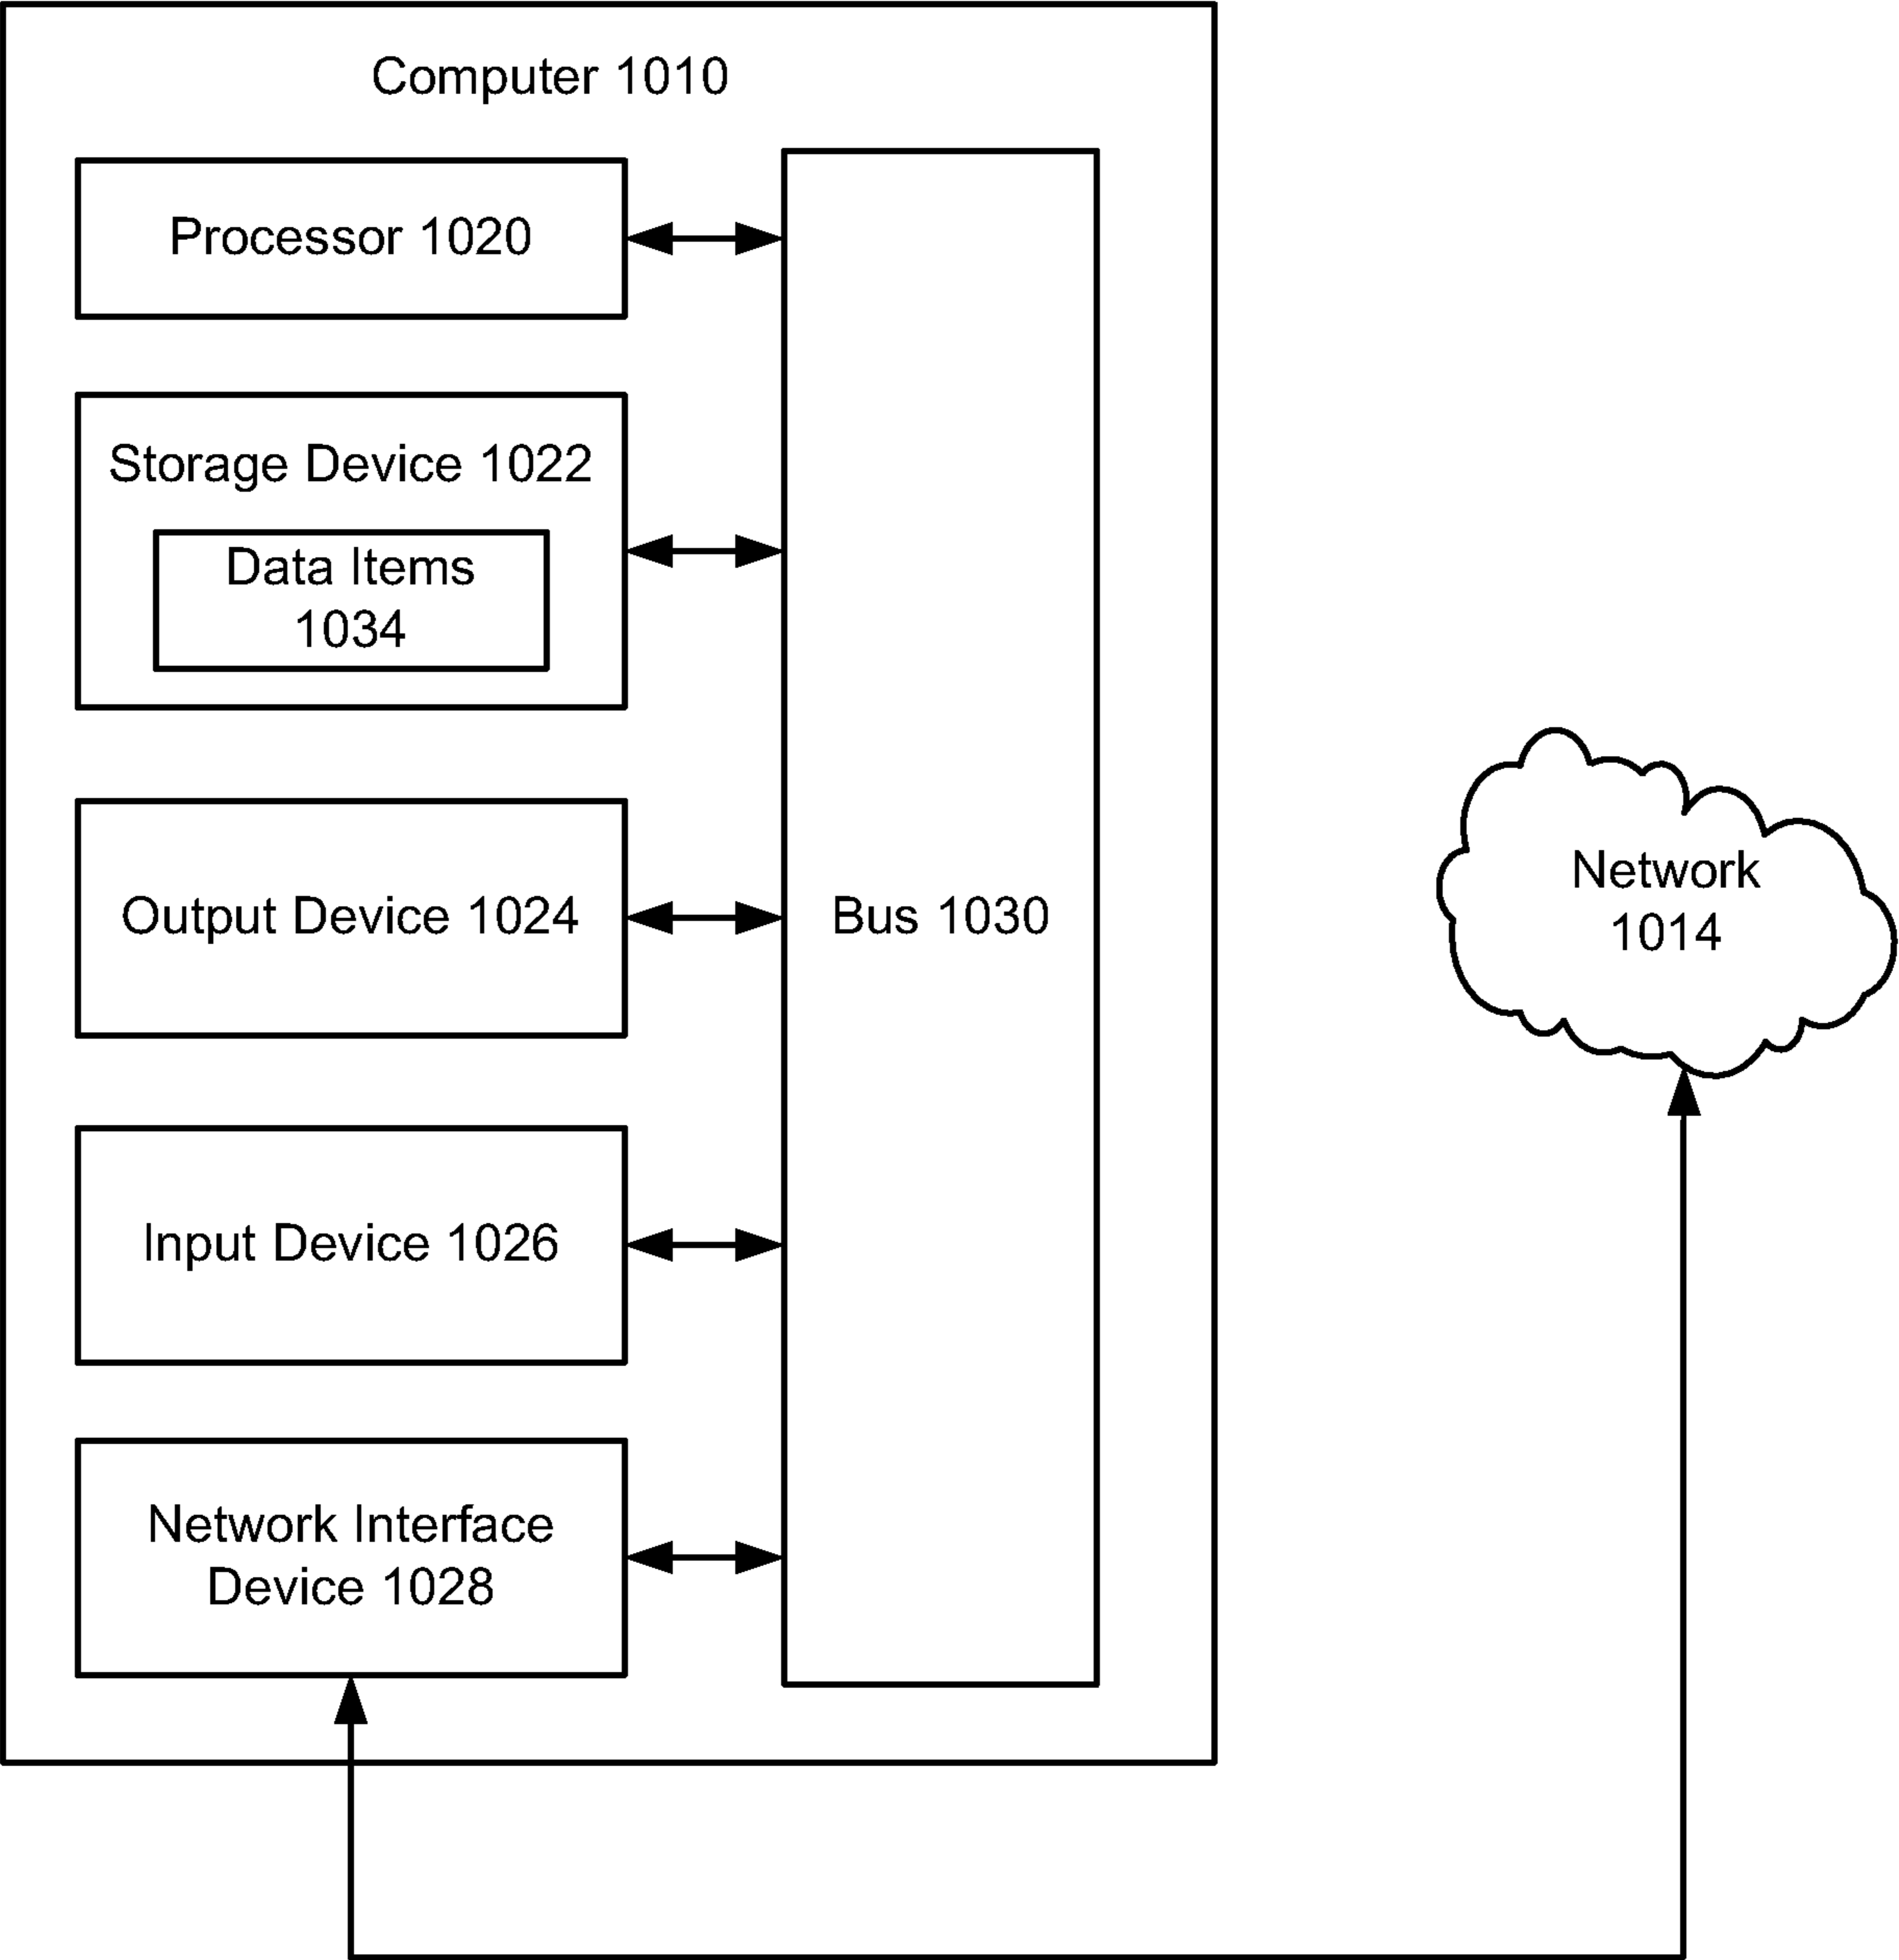 Computer 1010
Processor 1020
Storage Device 1022
Data Items
1034
Output Device 1024
Bus 1030
Input Device 1026
Network Interface
Device 1028
Network
1014